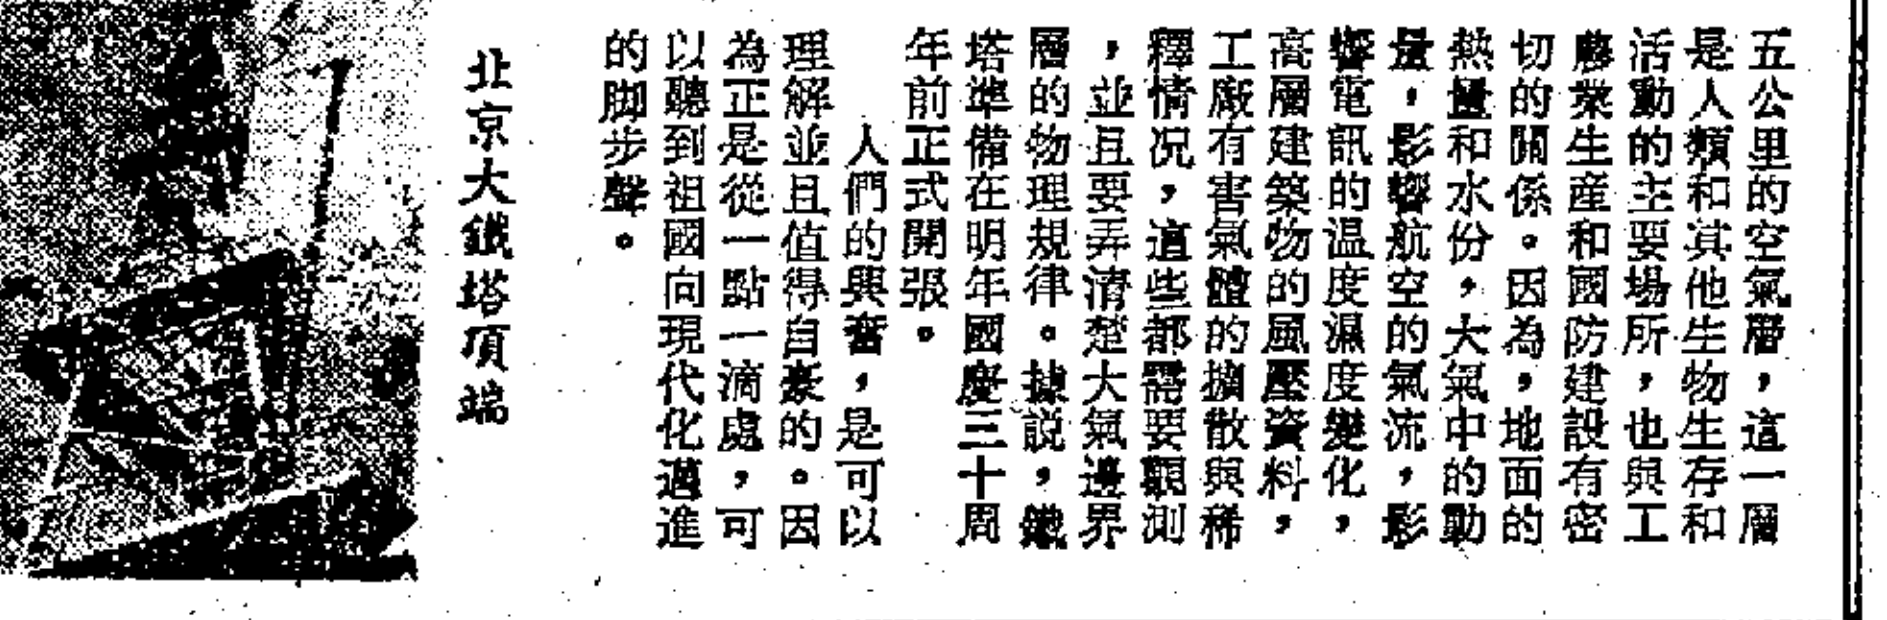 五公里的空氣層，這一層
是人類和其他生物生存和
活動的主要場所，也與工
農業生産和國防建設有密
切的關係。因為，地面的
熱量和水份，大氣中的動
量，影響航空的氣流，影
響電訊的温度濕度變化，
高層建築物的風壓資料，
工廠有害氣體的擴散與稀
釋情况，這些都需要觀測
，並且要弄清楚大氣邊界
層的物理規律。據説，鐵
塔準備在明年國慶三十周
年前正式開張。
人們的興奮，是可以
理解並且值得自豪的。因
為正是從一點一滴處，可
以聽到祖國向現代化邁進
的脚步聲。
北京大鐵塔頂端